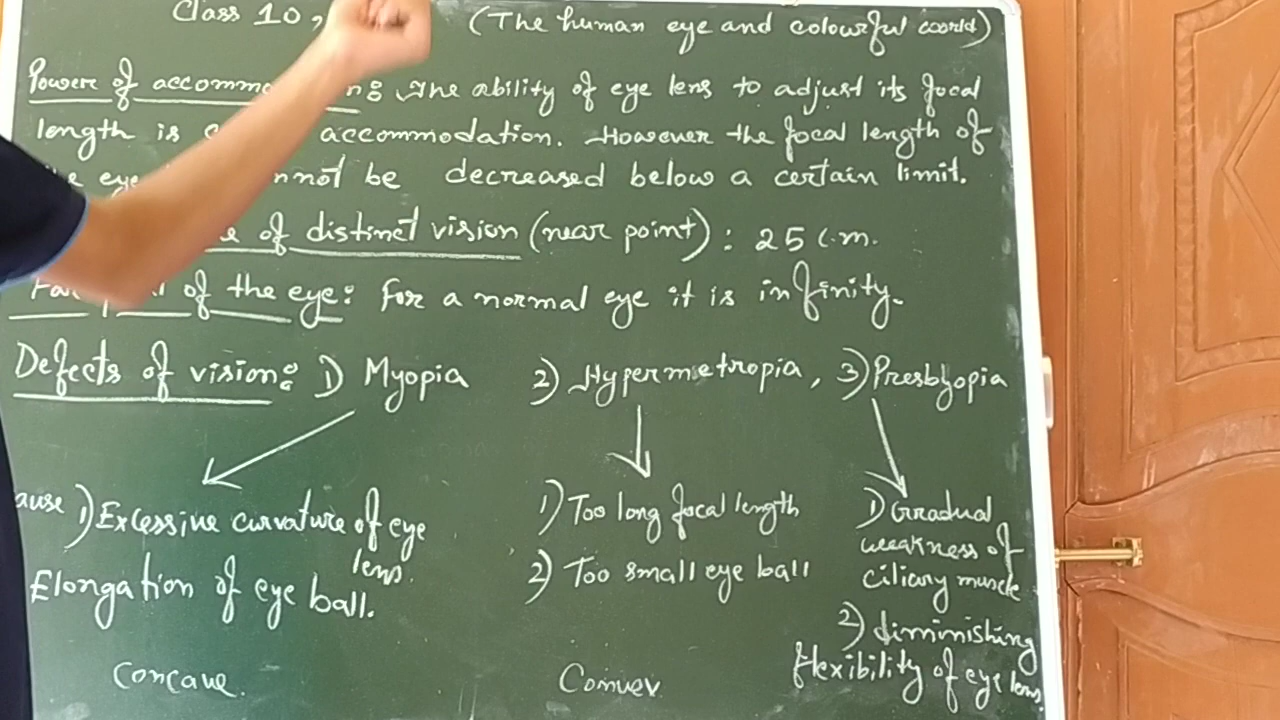 Class 10, (The human eye and colourful world)
Power of accomm n: The ability of eye lens to adjust its focal
length is accommodation. However the focal length of
eye nnot be decreased below a certain limit.
of distinct vision (near point): 25 c.m.
of the eye: For a normal eye it is infinity.
Defects of vision: 1) Myopia 2) Hypermetropia, 3) Presbyopia
ause 1) Excessive curvature of eye
lens.
Elongation of eye ball.
Concave.
1) Too long focal length
2) Too small eye ball
Convex
1) Gradual
weakness of
ciliary muscle
2) diminishing
flexibility of eye lens.